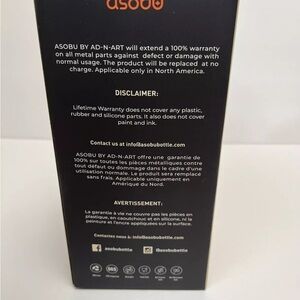 asobu
ASOBU BY AD-N-ART will extend a 100% warranty
on all metal parts against defect or damage with
normal usage. The product will be replaced at no
charge. Applicable only in North America.
DISCLAIMER:
Lifetime Warranty does not cover any plastic,
rubber and silicone parts. It also does not cover
paint and ink.
Contact us at info@asobubottle.com
ASOBU BY AD-N-ART offre une garantie de
100% sur toutes les pièces métalliques contre
tout défaut ou dommage dans le cadre d'une
utilisation normale. Le produit sera remplacé
sans frais. Applicable uniquement en
Amérique du Nord.
AVERTISSEMENT:
La garantie à vie ne couvre pas les pièces en
plastique, en caoutchouc et en silicone, ni la
peinture et l'encre appliquées sur la surface.
Contactez nous à: info@asobubottle.com
asobubottle @asobubottle